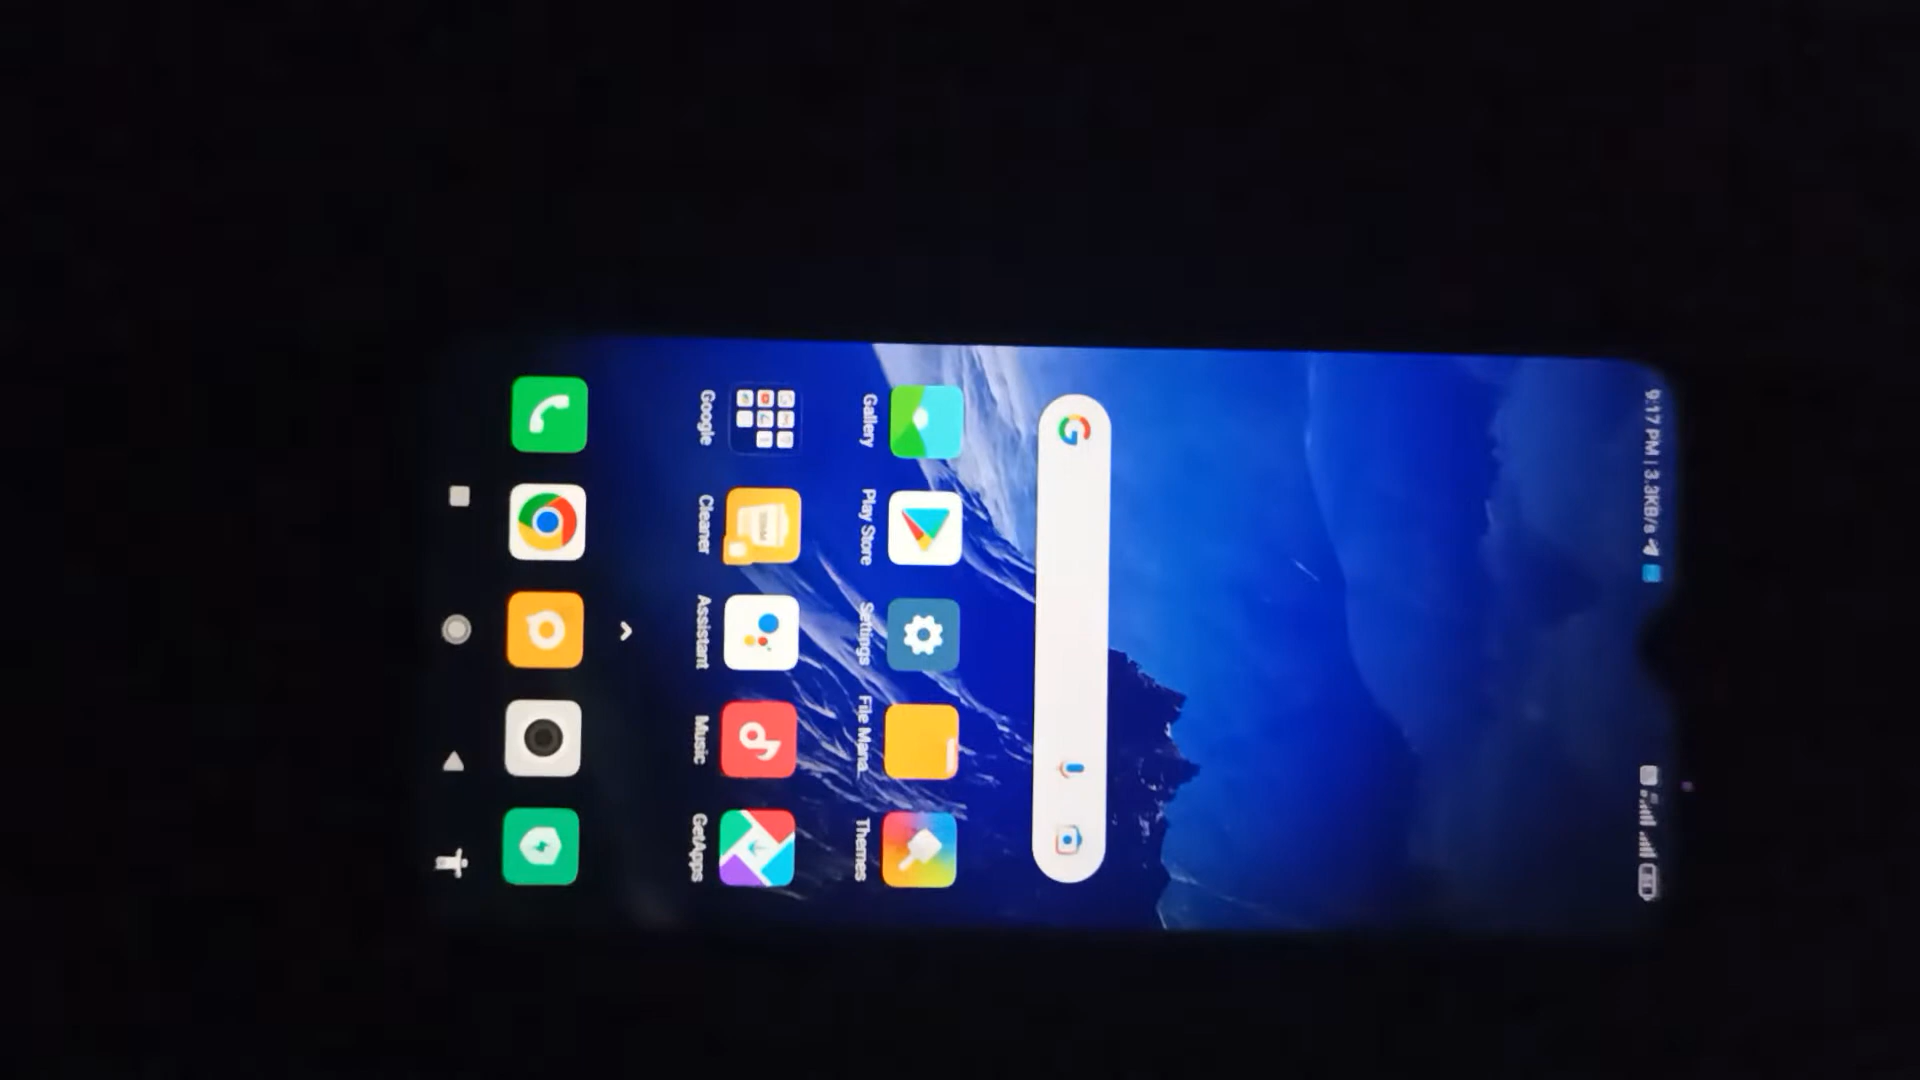 9:17 PM | 3.3KB/s
Gallery Play Store Settings File Mana Themes
Google Cleaner Assistant Music GetApps